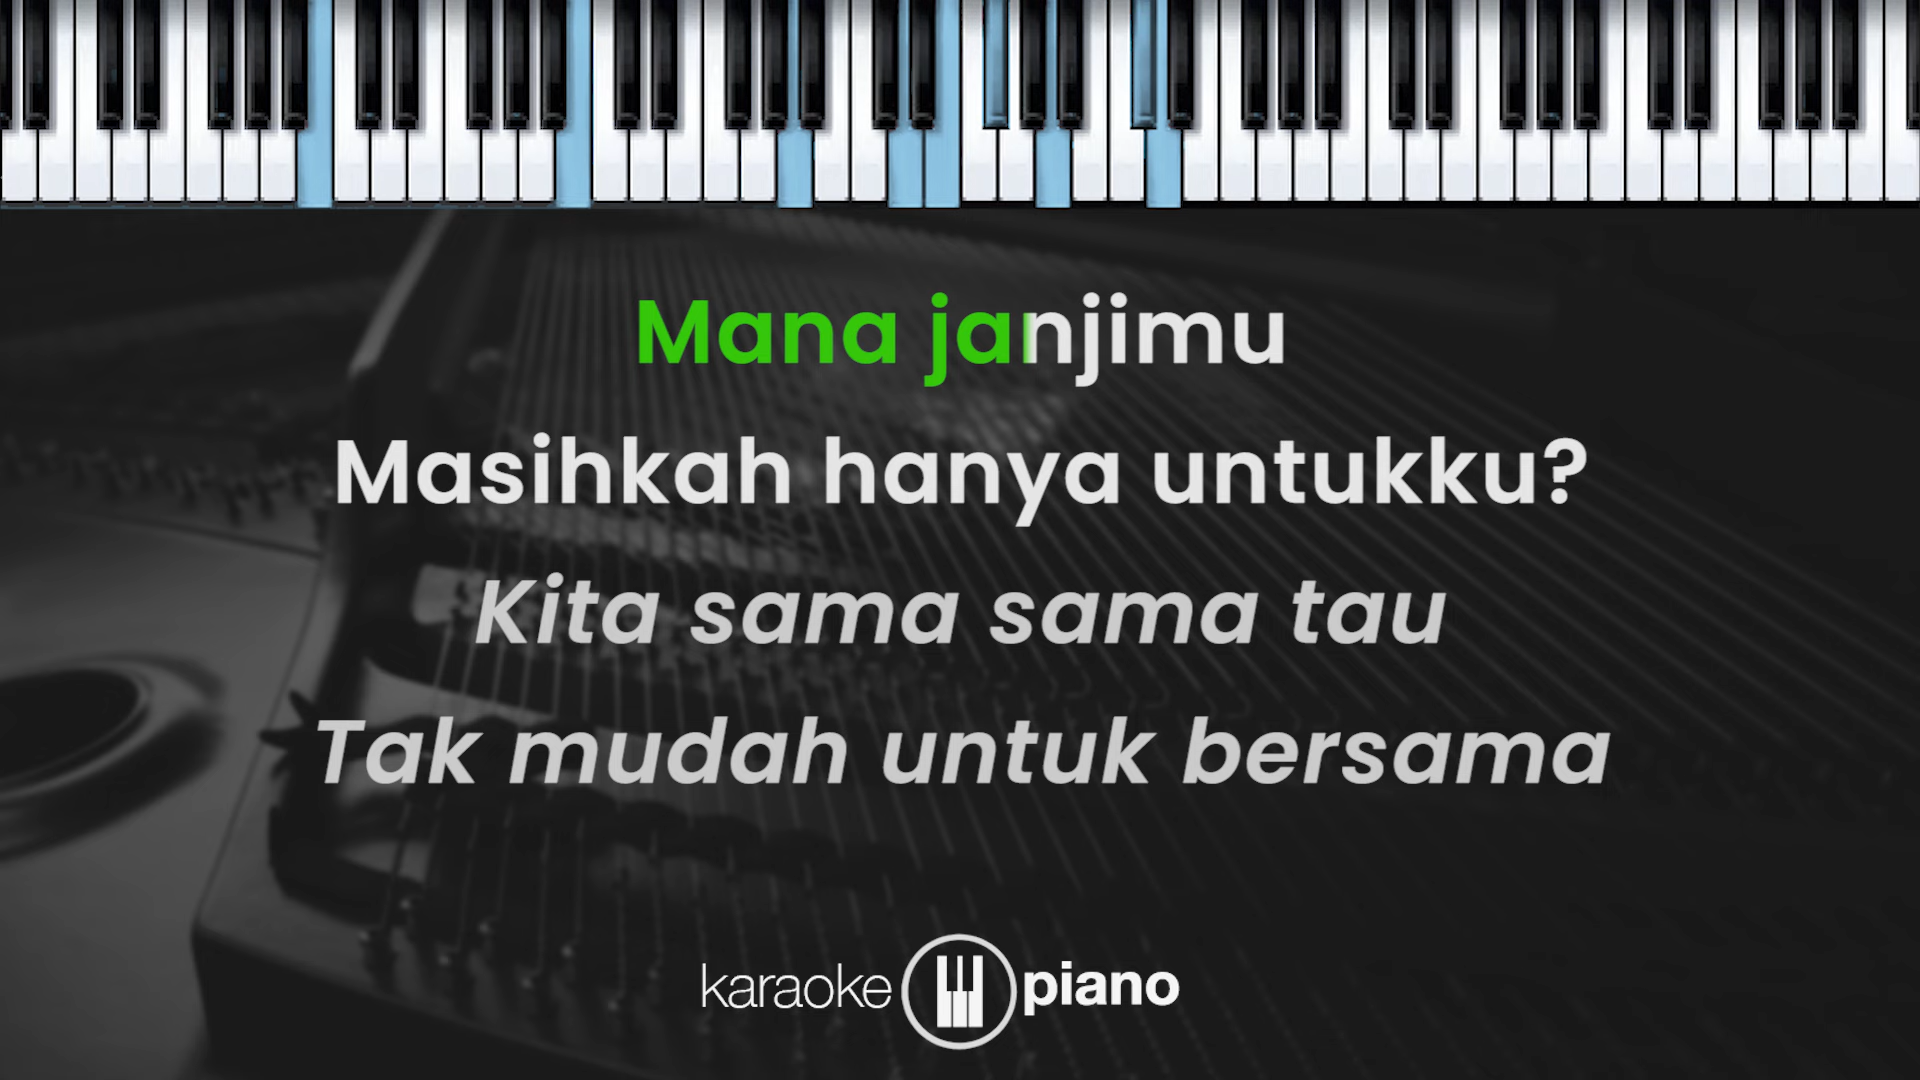 Mana janjimu
Masihkah hanya untukku?
Kita sama sama tau
Tak mudah untuk bersama
karaoke piano